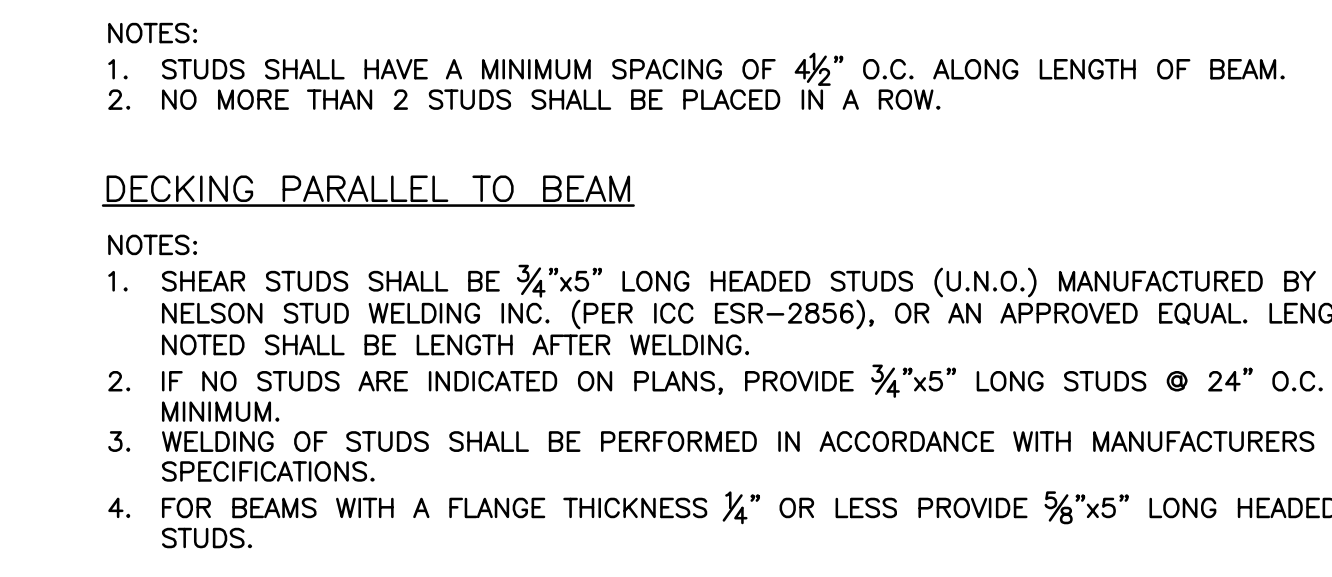 NOTES:
1. STUDS SHALL HAVE A MINIMUM SPACING OF 4½" O.C. ALONG LENGTH OF BEAM.
2. NO MORE THAN 2 STUDS SHALL BE PLACED IN A ROW.
DECKING PARALLEL TO BEAM
NOTES:
1. SHEAR STUDS SHALL BE ¾"x5" LONG HEADED STUDS (U.N.O.) MANUFACTURED BY
NELSON STUD WELDING INC. (PER ICC ESR-2856), OR AN APPROVED EQUAL. LENG
NOTED SHALL BE LENGTH AFTER WELDING.
2. IF NO STUDS ARE INDICATED ON PLANS, PROVIDE ¾"x5" LONG STUDS @ 24" O.C.
MINIMUM.
3. WELDING OF STUDS SHALL BE PERFORMED IN ACCORDANCE WITH MANUFACTURERS
SPECIFICATIONS.
4. FOR BEAMS WITH A FLANGE THICKNESS ¼" OR LESS PROVIDE ⅝"x5" LONG HEADED
STUDS.